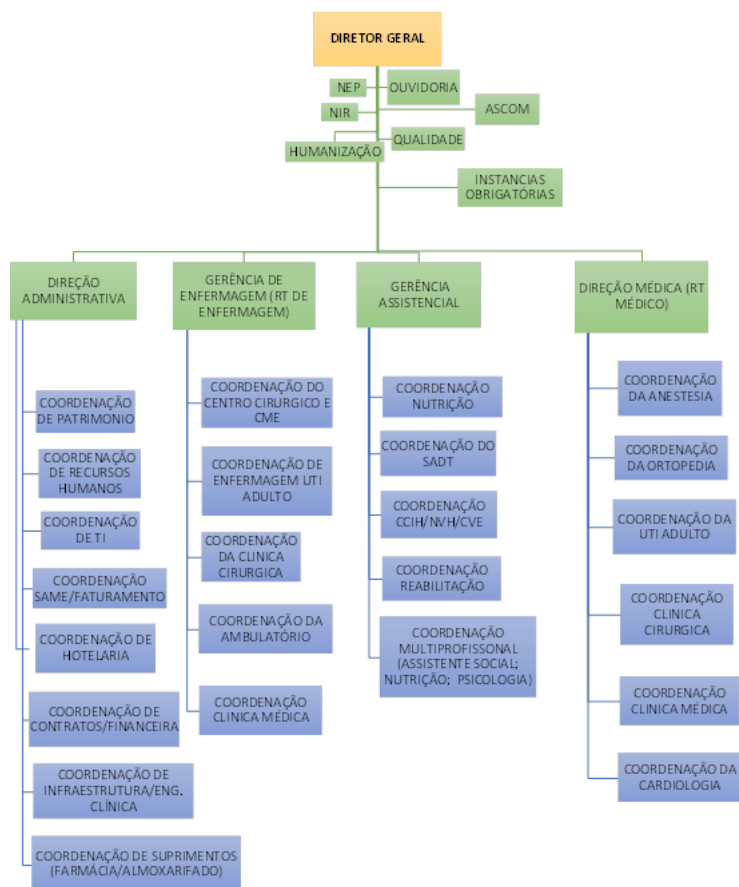 DIRETOR GERAL
NEP
OUVIDORIA
NIR
ASCOM
HUMANIZAÇÃO
QUALIDADE
INSTANCIAS
OBRIGATÓRIAS
DIREÇÃO
ADMINISTRATIVA
GERÊNCIA DE
ENFERMAGEM (RT DE
ENFERMAGEM)
GERÊNCIA
ASSISTENCIAL
DIREÇÃO MÉDICA (RT
MÉDICO)
COORDENAÇÃO
DE PATRIMONIO
COORDENAÇÃO
DE RECURSOS
HUMANOS
COORDENAÇÃO
DE TI
COORDENAÇÃO
SAME/FATURAMENTO
COORDENAÇÃO DE
HOTELARIA
COORDENAÇÃO DE
CONTRATOS/FINANCEIRA
COORDENAÇÃO DE
INFRAESTRUTURA/ENG.
CLÍNICA
COORDENAÇÃO DE SUPRIMENTOS
(FARMÁCIA/ALMOXARIFADO)
COORDENAÇÃO DO
CENTRO CIRURGICO E
CME
COORDENAÇÃO DE
ENFERMAGEM UTI
ADULTO
COORDENAÇÃO
DA CLINICA
CIRURGICA
COORDENAÇÃO DA
AMBULATÓRIO
COORDENAÇÃO
CLINICA MÉDICA
COORDENAÇÃO
NUTRIÇÃO
COORDENAÇÃO DO
SADT
COORDENAÇÃO
CCIH/NVH/CVE
COORDENAÇÃO
REABILITAÇÃO
COORDENAÇÃO
MULTIPROFISSONAL
(ASSISTENTE SOCIAL;
NUTRIÇÃO; PSICOLOGIA)
COORDENAÇÃO
DA ANESTESIA
COORDENAÇÃO
DA ORTOPEDIA
COORDENAÇÃO DA
UTI ADULTO
COORDENAÇÃO
CLINICA
CIRURGICA
COORDENAÇÃO
CLINICA MÉDICA
COORDENAÇÃO DA
CARDIOLOGIA